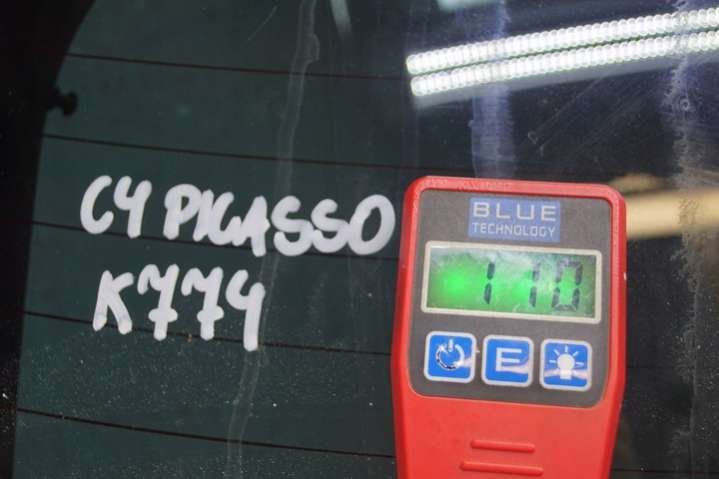 C4 PICASSO
K774
BLUE
TECHNOLOGY
110
E